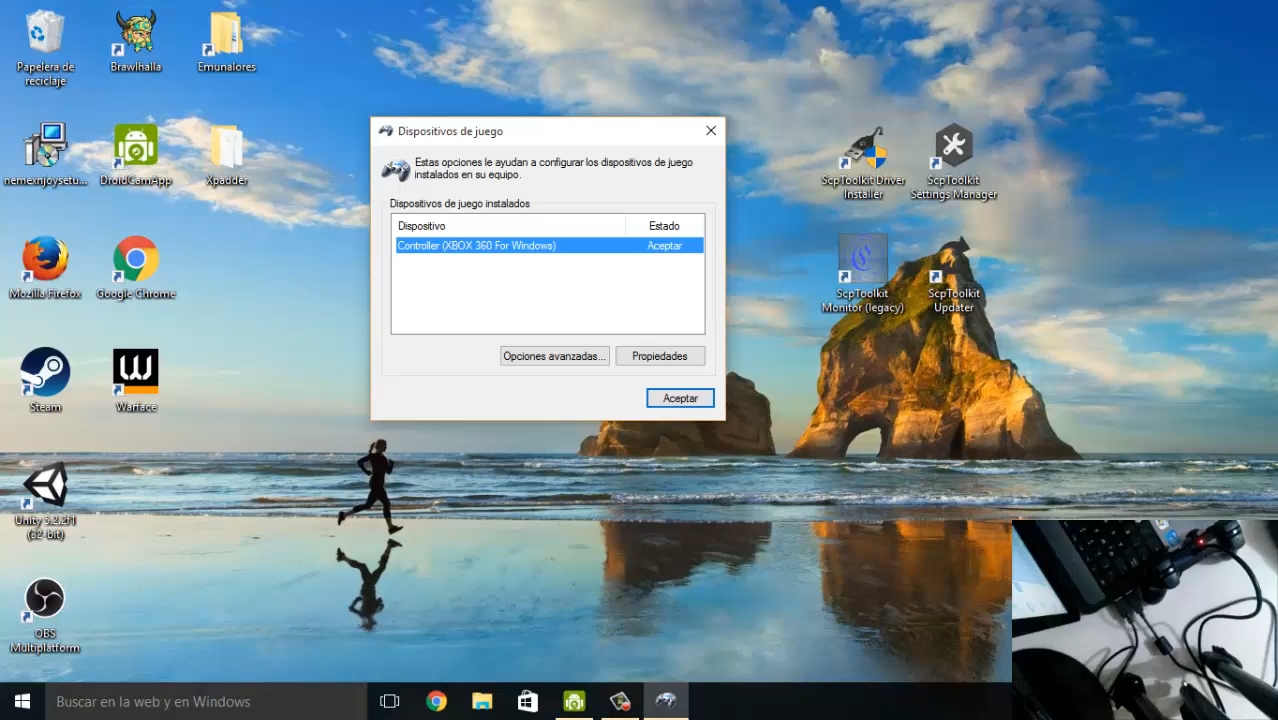 Papelera de
reciclaje
Brawlhalla
Emunalores
nemexnjoysetu...
DroidCamApp
Xpadder
Mozilla Firefox
Google Chrome
Steam
Warface
Unity 5.2.2f1
(32-bit)
OBS
Multiplatform
Dispositivos de juego
Estas opciones le ayudan a configurar los dispositivos de juego
instalados en su equipo.
Dispositivos de juego instalados
Dispositivo Estado
Controller (XBOX 360 For Windows) Aceptar
Opciones avanzadas... Propiedades
Aceptar
ScpToolkit Driver
Installer
ScpToolkit
Settings Manager
ScpToolkit
Monitor (legacy)
ScpToolkit
Updater
Buscar en la web y en Windows